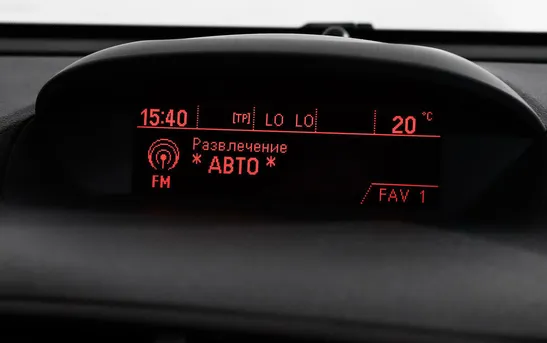 15:40 [TP] LO LO 20 °C
Развлечение
* АВТО *
FM
FAV 1